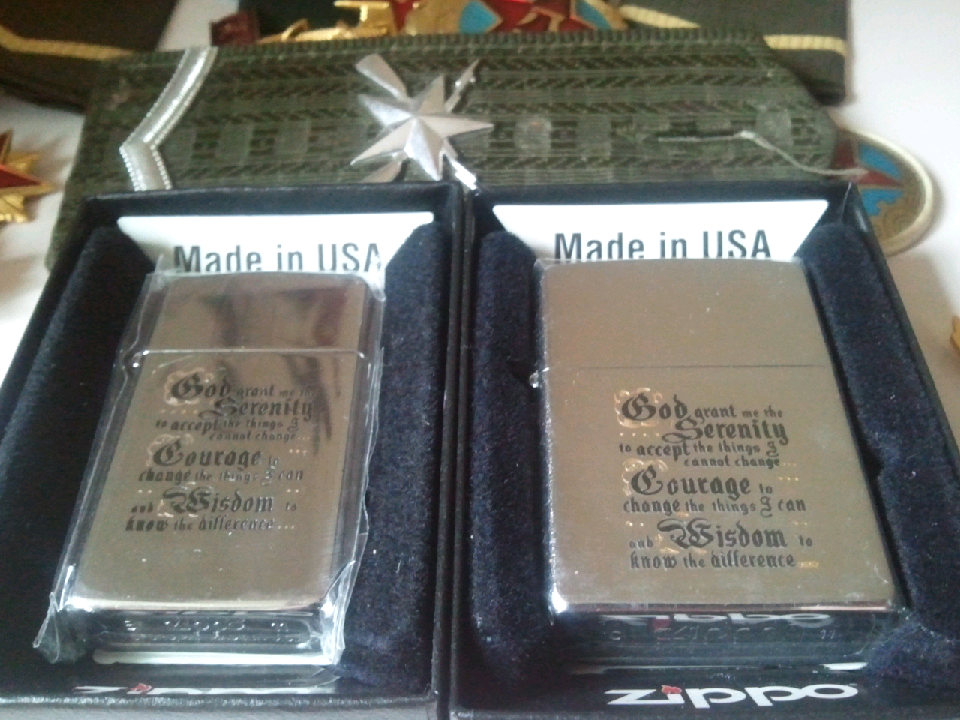 Made in USA
God grant me the
Serenity
to accept the things I
cannot change
Courage to
change the things I can
and Wisdom to
know the difference...
Zippo
Made in USA
God grant me the
Serenity
to accept the things I
cannot change...
Courage to
change the things I can
and Wisdom to
know the difference...
Zippo
zippo